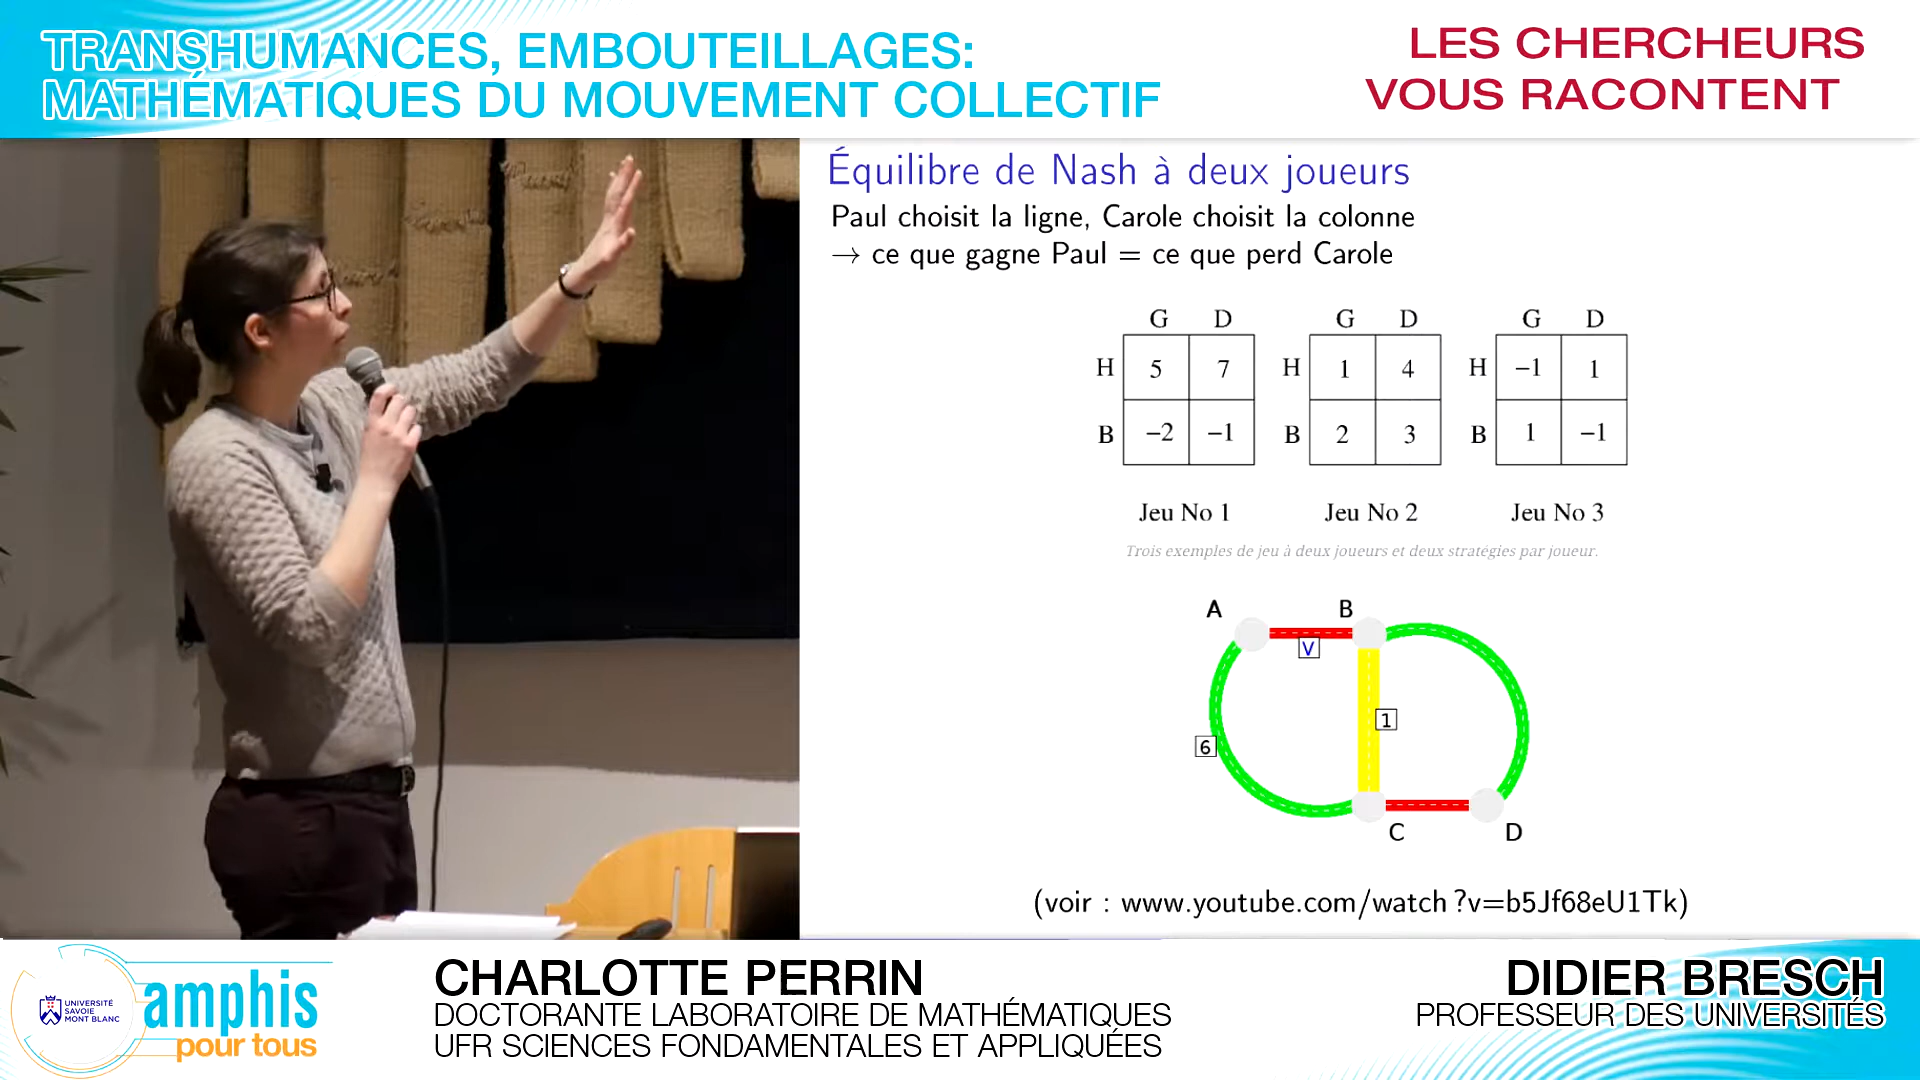 TRANSHUMANCES, EMBOUTEILLAGES:
MATHÉMATIQUES DU MOUVEMENT COLLECTIF
LES CHERCHEURS
VOUS RACONTENT
Équilibre de Nash à deux joueurs
Paul choisit la ligne, Carole choisit la colonne
→ ce que gagne Paul = ce que perd Carole
G D G D G D
H 5 7 H 1 4 H −1 1
B −2 −1 B 2 3 B 1 −1
Jeu No 1 Jeu No 2 Jeu No 3
Trois exemples de jeu à deux joueurs et deux stratégies par joueur.
A B
V
1
6
C D
(voir : www.youtube.com/watch ?v=b5Jf68eU1Tk)
UNIVERSITÉ
SAVOIE
MONT BLANC
amphis
pour tous
CHARLOTTE PERRIN
DOCTORANTE LABORATOIRE DE MATHÉMATIQUES
UFR SCIENCES FONDAMENTALES ET APPLIQUÉES
DIDIER BRESCH
PROFESSEUR DES UNIVERSITÉS